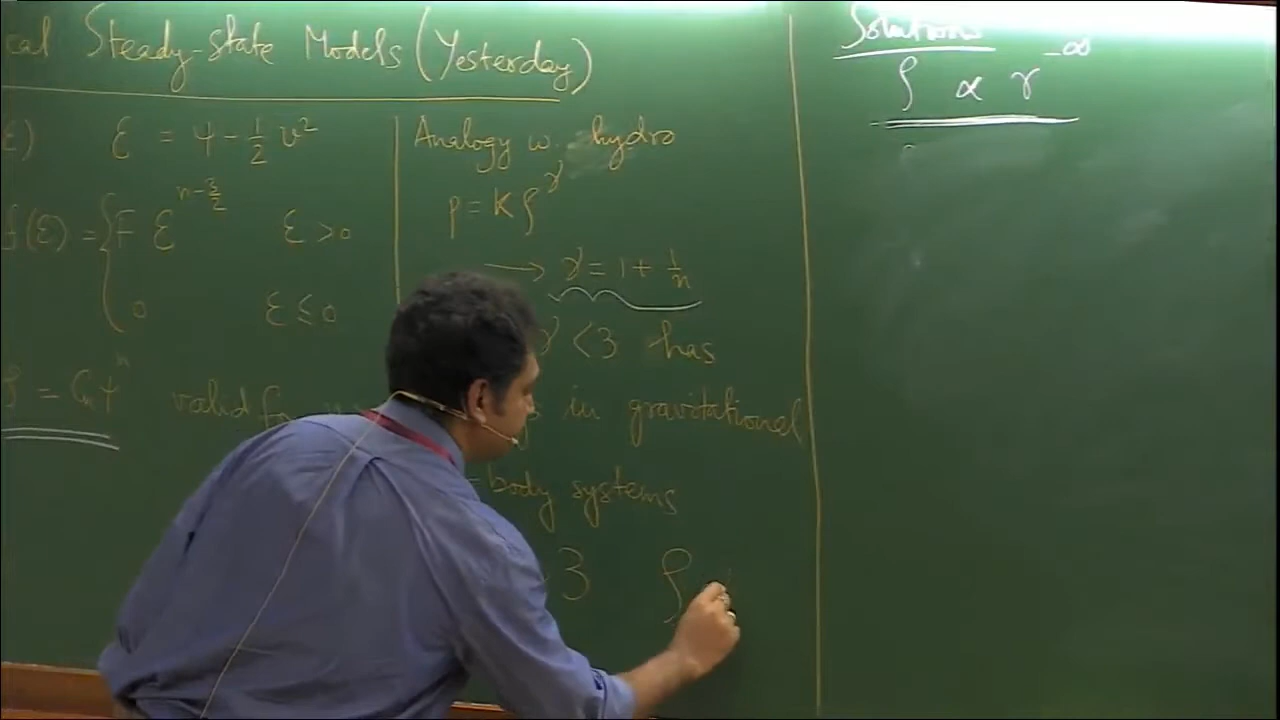 cal Steady-state Models (Yesterday)
E) ℰ = ψ - 1/2 v²
f(ℰ) = { F ℰ^(n-3/2) ℰ > 0
0 ℰ ≤ 0
ρ = Cₙ ψⁿ valid
Analogy w. hydro
p = K ρ^γ
→ γ = 1 + 1/n
γ < 3 has
in gravitational
-body systems
3 ρ
Solutions
ρ ∝ r^-∞